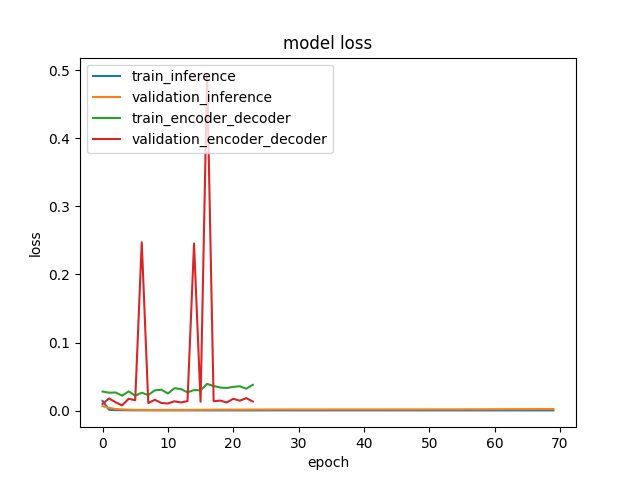 model loss
train_inference
validation_inference
train_encoder_decoder
validation_encoder_decoder
0.5
0.4
0.3
0.2
0.1
0.0
loss
0 10 20 30 40 50 60 70
epoch